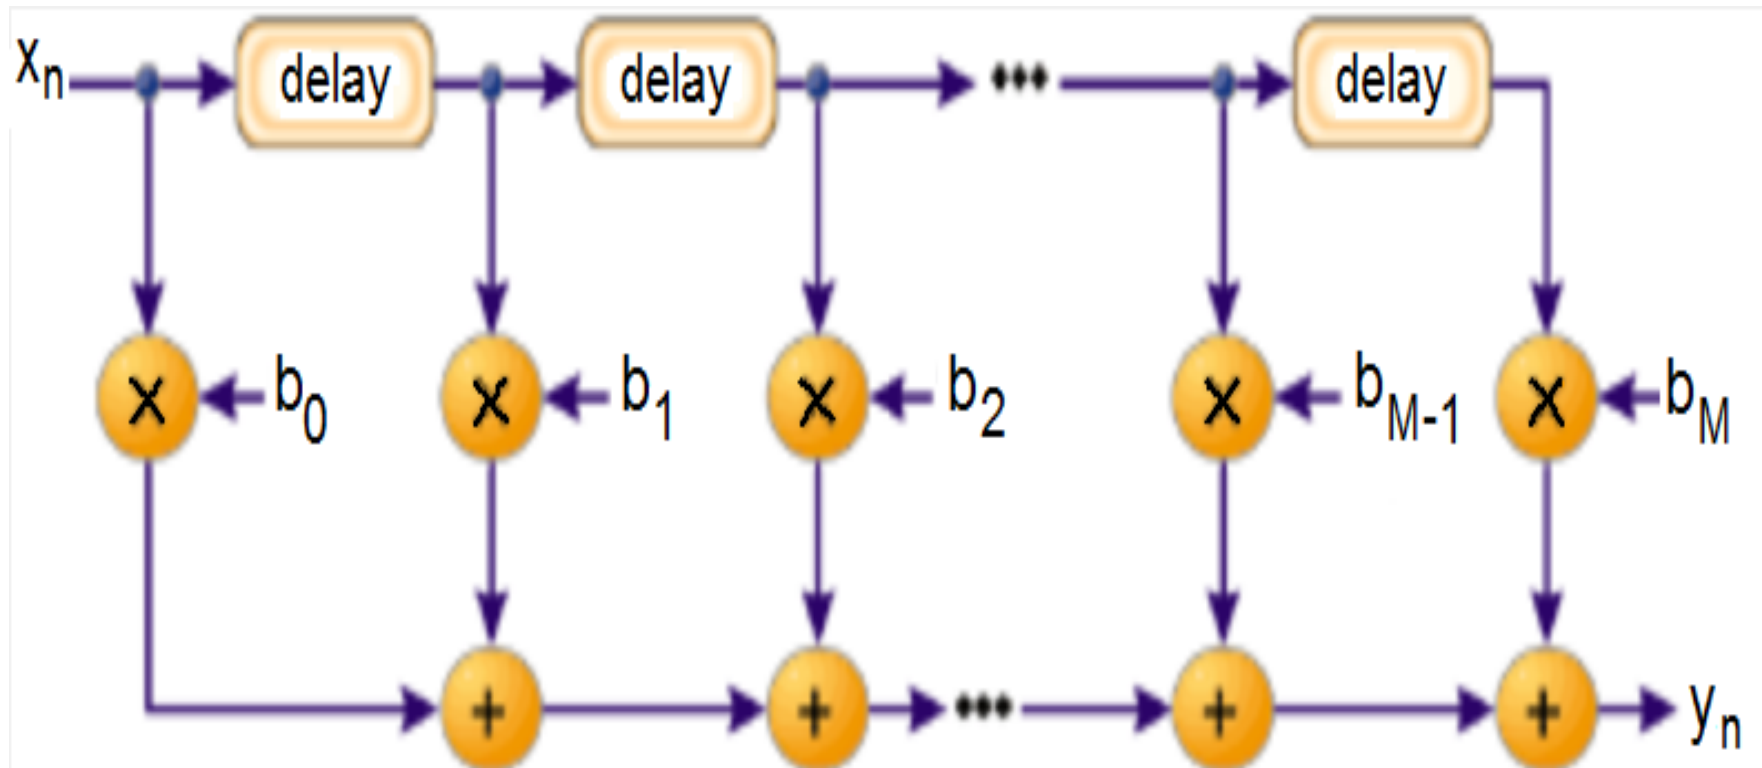 xn delay delay ••• delay
× b0 × b1 × b2 × bM-1 × bM
+ + ••• + + yn